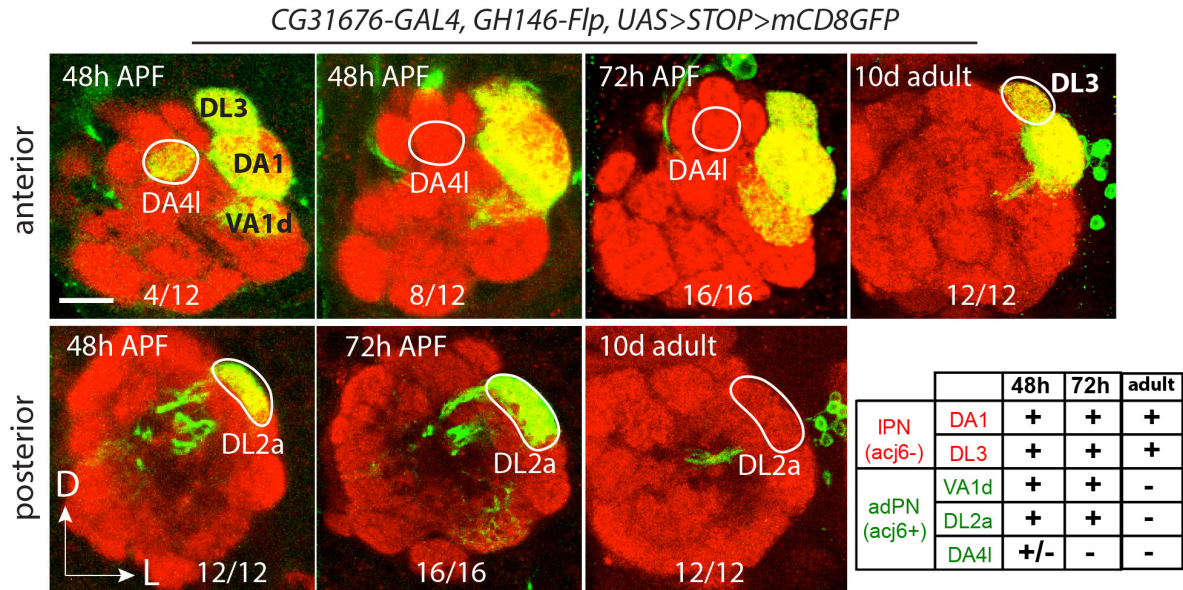 CG31676-GAL4, GH146-Flp, UAS>STOP>mCD8GFP
anterior
48h APF
DL3
DA1
DA4l
VA1d
4/12
48h APF
DA4l
8/12
72h APF
DA4l
16/16
10d adult
DL3
12/12
posterior
48h APF
DL2a
D
L
12/12
72h APF
DL2a
16/16
10d adult
DL2a
12/12
48h 72h adult
lPN (acj6-) DA1 + + +
DL3 + + +
adPN (acj6+) VA1d + + -
DL2a + + -
DA4l +/- - -